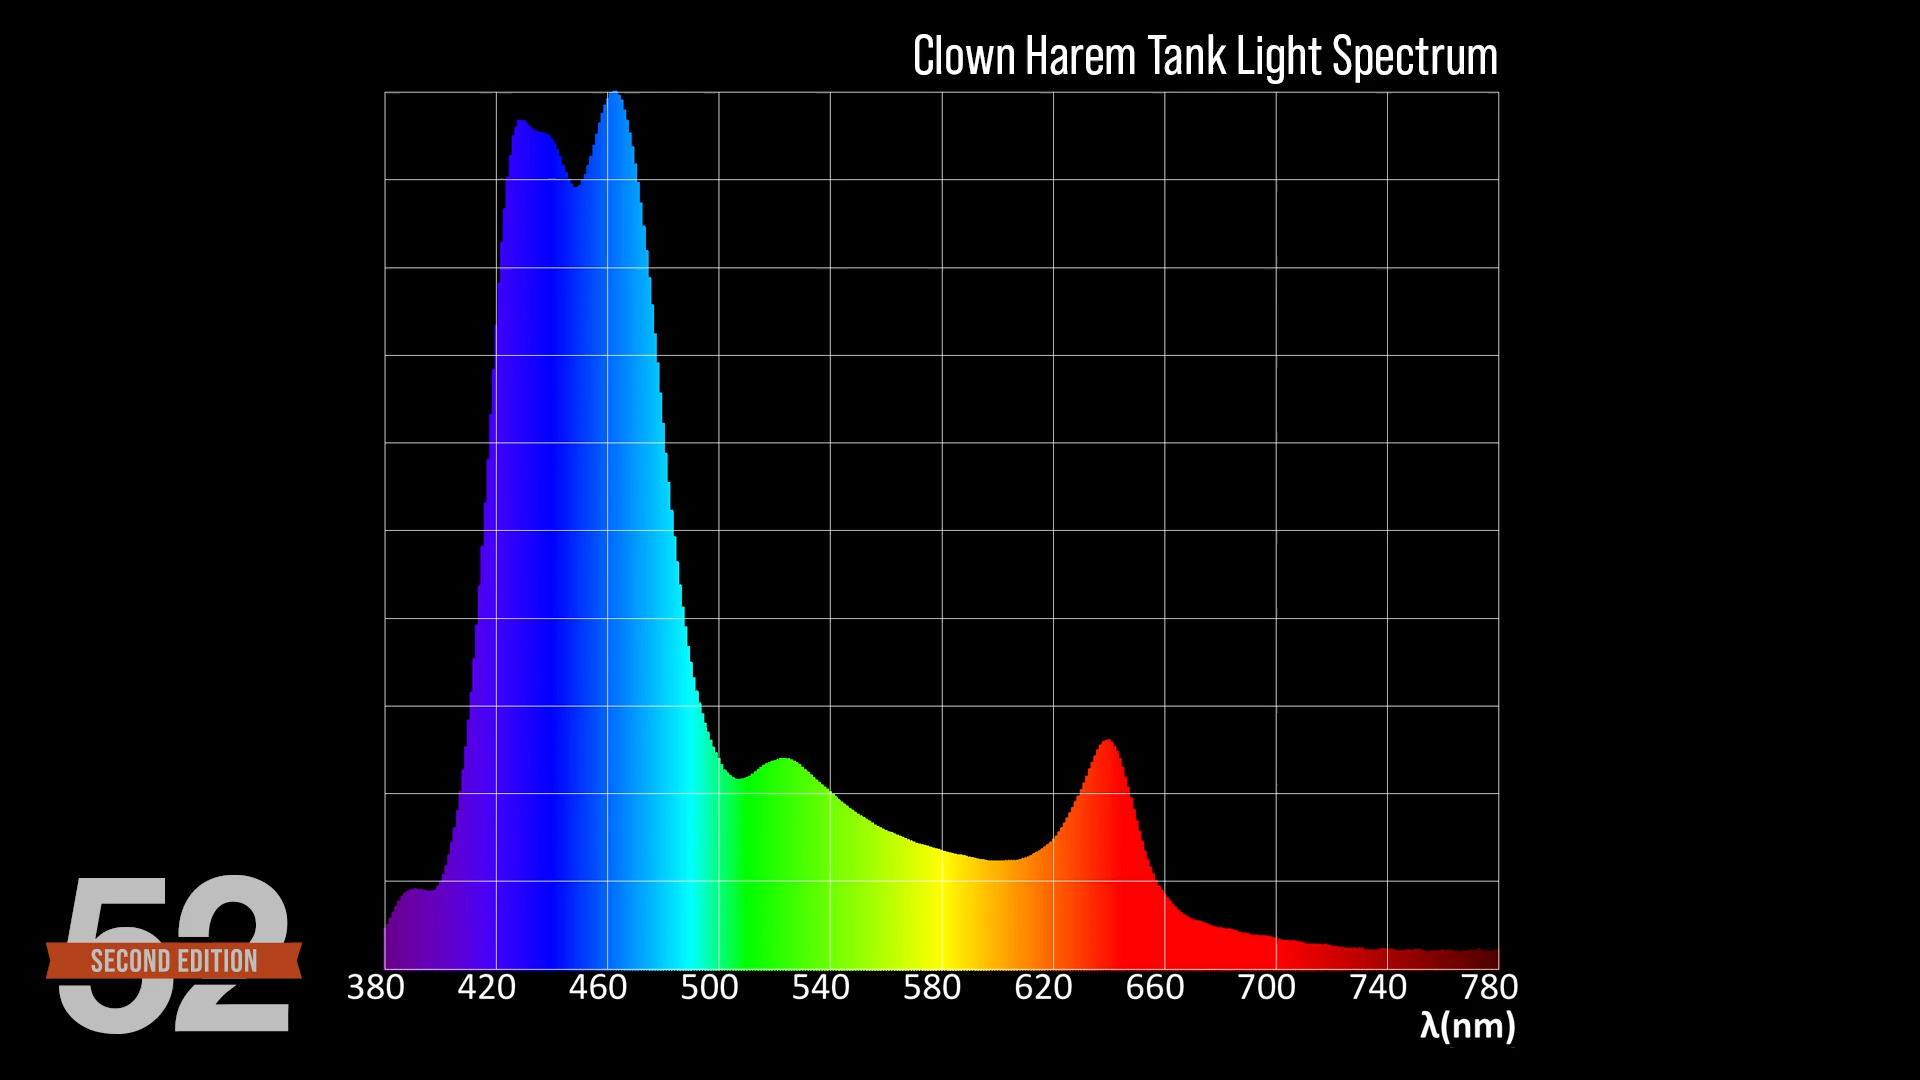 Clown Harem Tank Light Spectrum
380 420 460 500 540 580 620 660 700 740 780
λ(nm)
52
SECOND EDITION